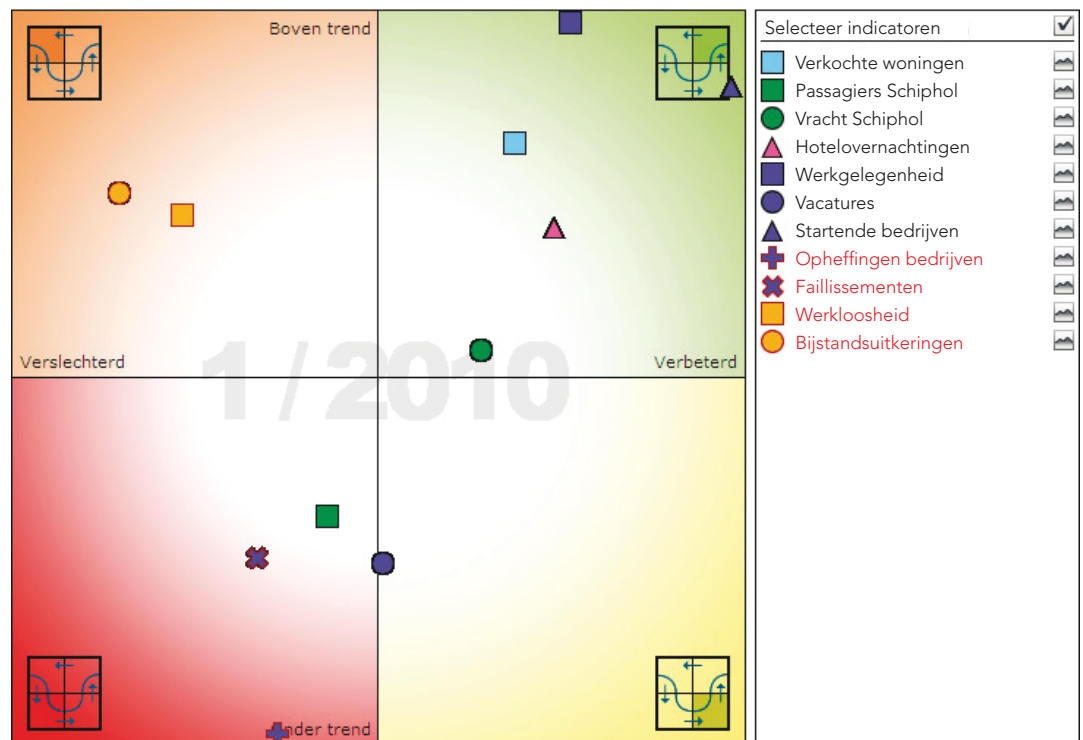 Boven trend
Verslechterd
Verbeterd
1/2010
Onder trend
Selecteer indicatoren
Verkochte woningen
Passagiers Schiphol
Vracht Schiphol
Hotelovernachtingen
Werkgelegenheid
Vacatures
Startende bedrijven
Opheffingen bedrijven
Faillissementen
Werkloosheid
Bijstandsuitkeringen